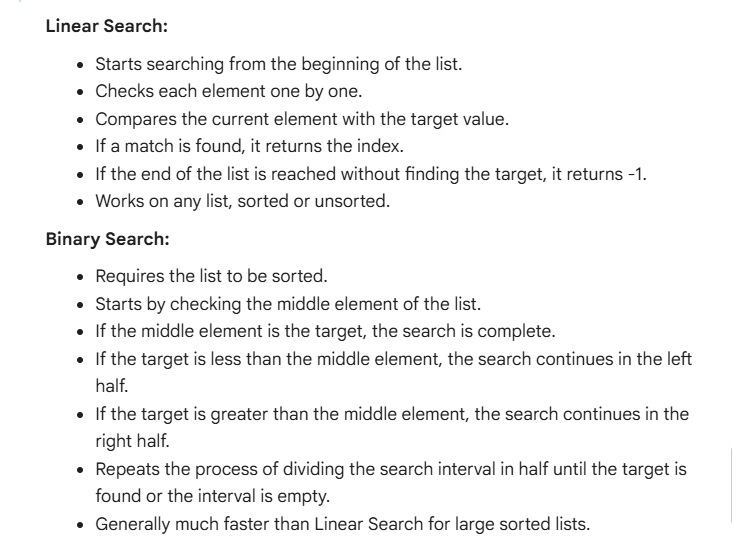 Linear Search:
• Starts searching from the beginning of the list.
• Checks each element one by one.
• Compares the current element with the target value.
• If a match is found, it returns the index.
• If the end of the list is reached without finding the target, it returns -1.
• Works on any list, sorted or unsorted.
Binary Search:
• Requires the list to be sorted.
• Starts by checking the middle element of the list.
• If the middle element is the target, the search is complete.
• If the target is less than the middle element, the search continues in the left
half.
• If the target is greater than the middle element, the search continues in the
right half.
• Repeats the process of dividing the search interval in half until the target is
found or the interval is empty.
• Generally much faster than Linear Search for large sorted lists.